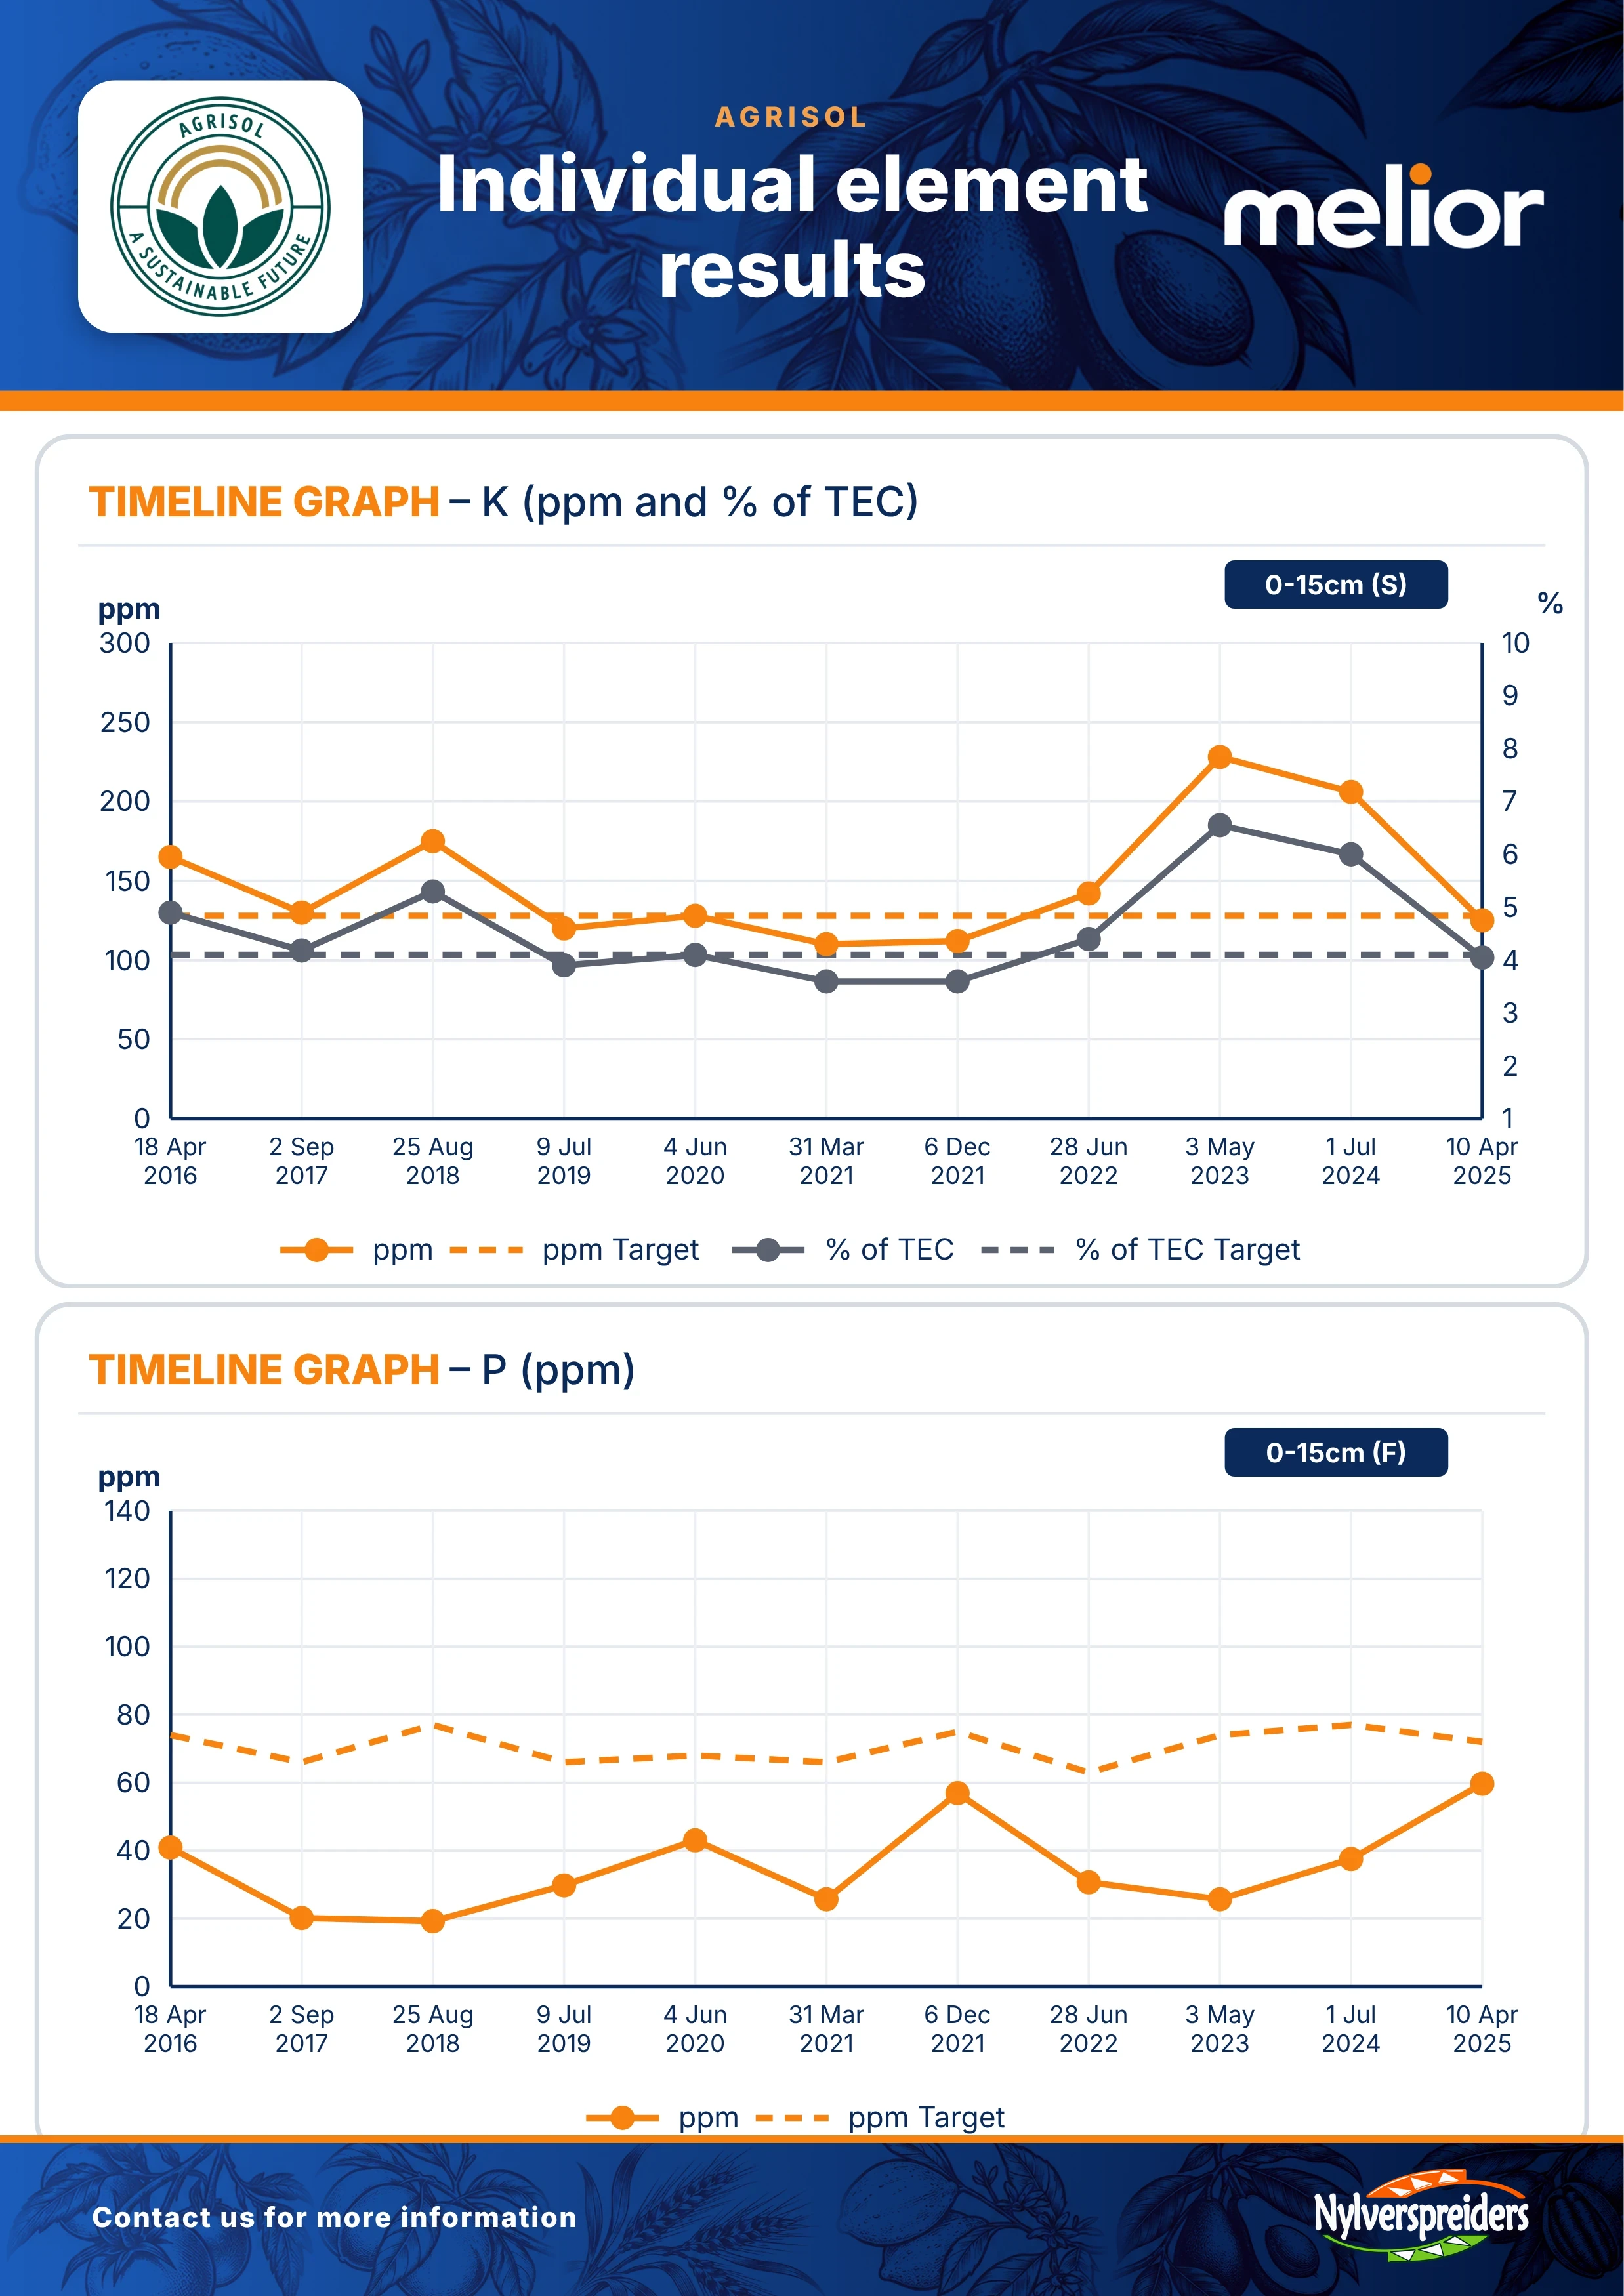 AGRISOL
A SUSTAINABLE FUTURE
AGRISOL
Individual element
results
melior
TIMELINE GRAPH – K (ppm and % of TEC)
0-15cm (S)
ppm
%
300
250
200
150
100
50
0
10
9
8
7
6
5
4
3
2
1
18 Apr 2016
2 Sep 2017
25 Aug 2018
9 Jul 2019
4 Jun 2020
31 Mar 2021
6 Dec 2021
28 Jun 2022
3 May 2023
1 Jul 2024
10 Apr 2025
ppm ppm Target % of TEC % of TEC Target
TIMELINE GRAPH – P (ppm)
0-15cm (F)
ppm
140
120
100
80
60
40
20
0
18 Apr 2016
2 Sep 2017
25 Aug 2018
9 Jul 2019
4 Jun 2020
31 Mar 2021
6 Dec 2021
28 Jun 2022
3 May 2023
1 Jul 2024
10 Apr 2025
ppm ppm Target
Contact us for more information
Nylverspreiders